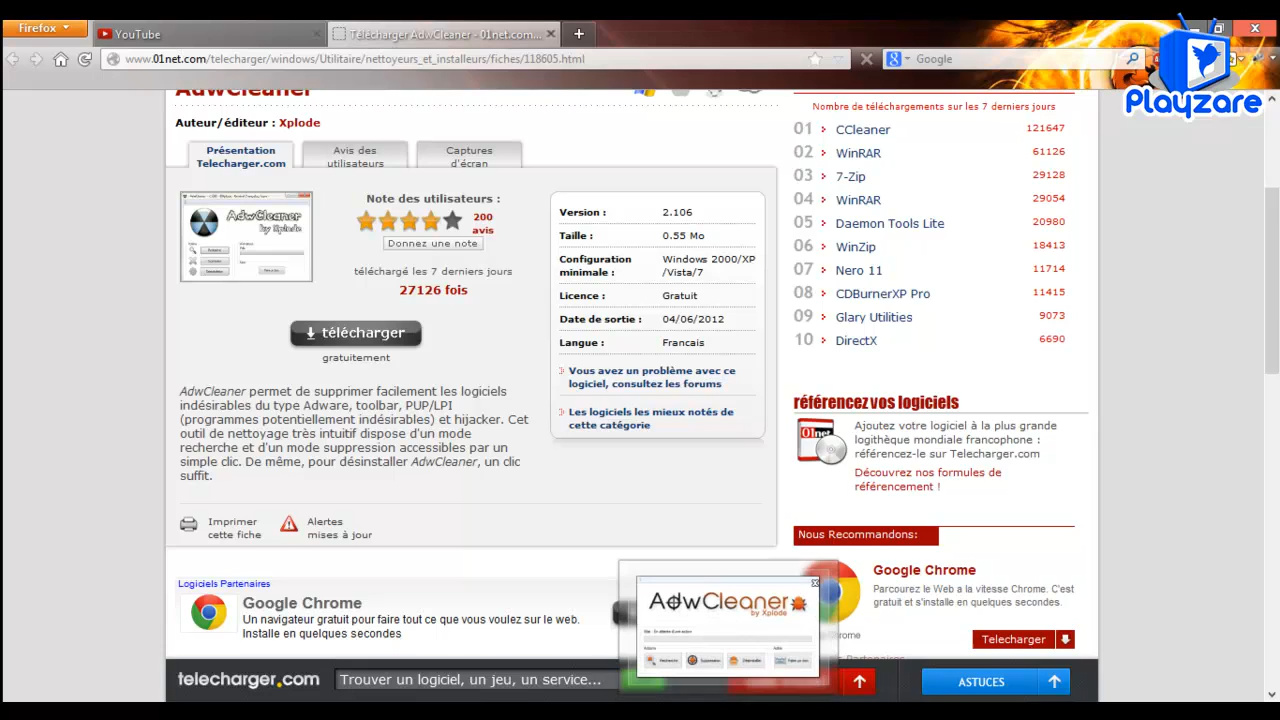 Firefox
YouTube
Télécharger AdwCleaner - 01net.com...
www.01net.com/telecharger/windows/Utilitaire/nettoyeurs_et_installeurs/fiches/118605.html
Google
Playzare
AdwCleaner
Auteur/éditeur : Xplode
Présentation
Telecharger.com
Avis des
utilisateurs
Captures
d'écran
AdwCleaner
by Xplode
Note des utilisateurs :
200
avis
Donnez une note
téléchargé les 7 derniers jours
27126 fois
télécharger
gratuitement
Version : 2.106
Taille : 0.55 Mo
Configuration
minimale :
Windows 2000/XP
/Vista/7
Licence : Gratuit
Date de sortie : 04/06/2012
Langue : Francais
Vous avez un problème avec ce
logiciel, consultez les forums
Les logiciels les mieux notés de
cette catégorie
AdwCleaner permet de supprimer facilement les logiciels
indésirables du type Adware, toolbar, PUP/LPI
(programmes potentiellement indésirables) et hijacker. Cet
outil de nettoyage très intuitif dispose d'un mode
recherche et d'un mode suppression accessibles par un
simple clic. De même, pour désinstaller AdwCleaner, un clic
suffit.
Imprimer
cette fiche
Alertes
mises à jour
Nombre de téléchargements sur les 7 derniers jours
01 CCleaner 121647
02 WinRAR 61126
03 7-Zip 29128
04 WinRAR 29054
05 Daemon Tools Lite 20980
06 WinZip 18413
07 Nero 11 11714
08 CDBurnerXP Pro 11415
09 Glary Utilities 9073
10 DirectX 6690
référencez vos logiciels
01net
Ajoutez votre logiciel à la plus grande
logithèque mondiale francophone :
référencez-le sur Telecharger.com
Découvrez nos formules de
référencement !
Nous Recommandons:
Google Chrome
Parcourez le Web a la vitesse Chrome. C'est
gratuit et s'installe en quelques secondes.
Telecharger
Logiciels Partenaires
Google Chrome
Un navigateur gratuit pour faire tout ce que vous voulez sur le web.
Installe en quelques secondes
AdwCleaner
by Xplode
Recherche
Suppression
Désinstaller
telecharger.com
Trouver un logiciel, un jeu, un service...
ASTUCES